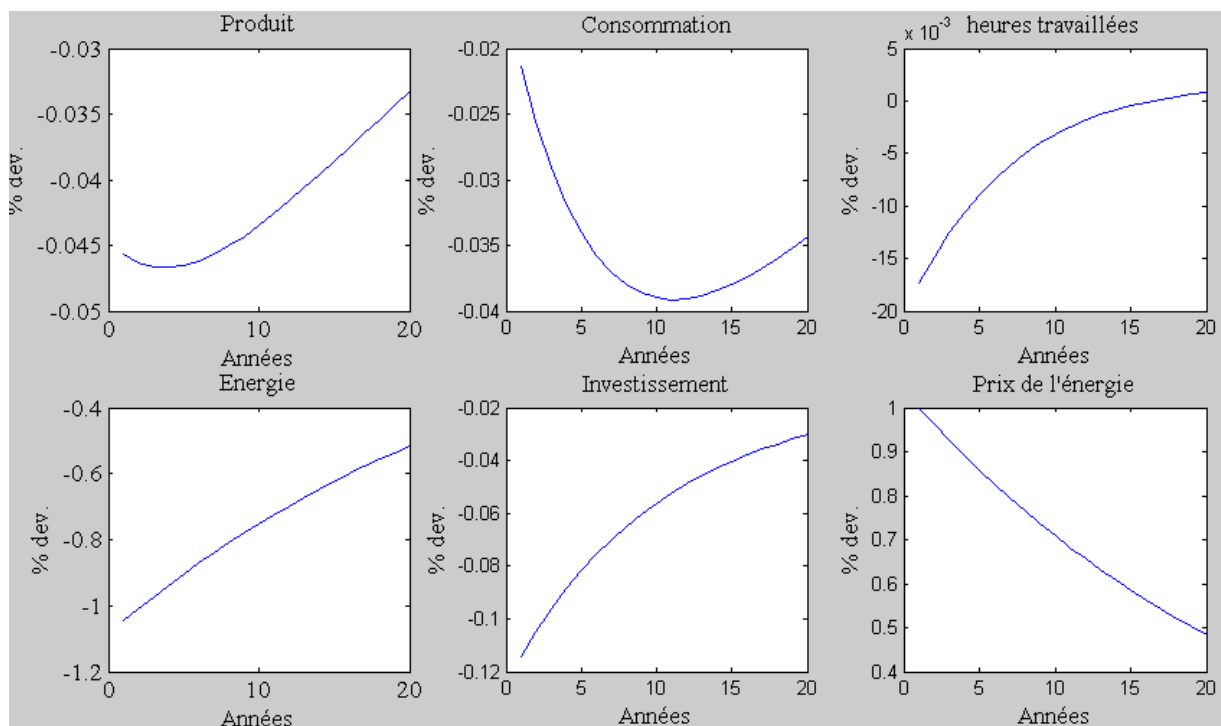 Produit
-0.03
-0.035
-0.04
-0.045
-0.05
% dev.
0 10 20
Années
Consommation
-0.02
-0.025
-0.03
-0.035
-0.04
% dev.
0 5 10 15 20
Années
x 10^-3 heures travaillées
5
0
-5
-10
-15
-20
% dev.
0 5 10 15 20
Années
Energie
-0.4
-0.6
-0.8
-1
-1.2
% dev.
0 10 20
Années
Investissement
-0.02
-0.04
-0.06
-0.08
-0.1
-0.12
% dev.
0 5 10 15 20
Années
Prix de l'énergie
1
0.9
0.8
0.7
0.6
0.5
0.4
% dev.
0 5 10 15 20
Années